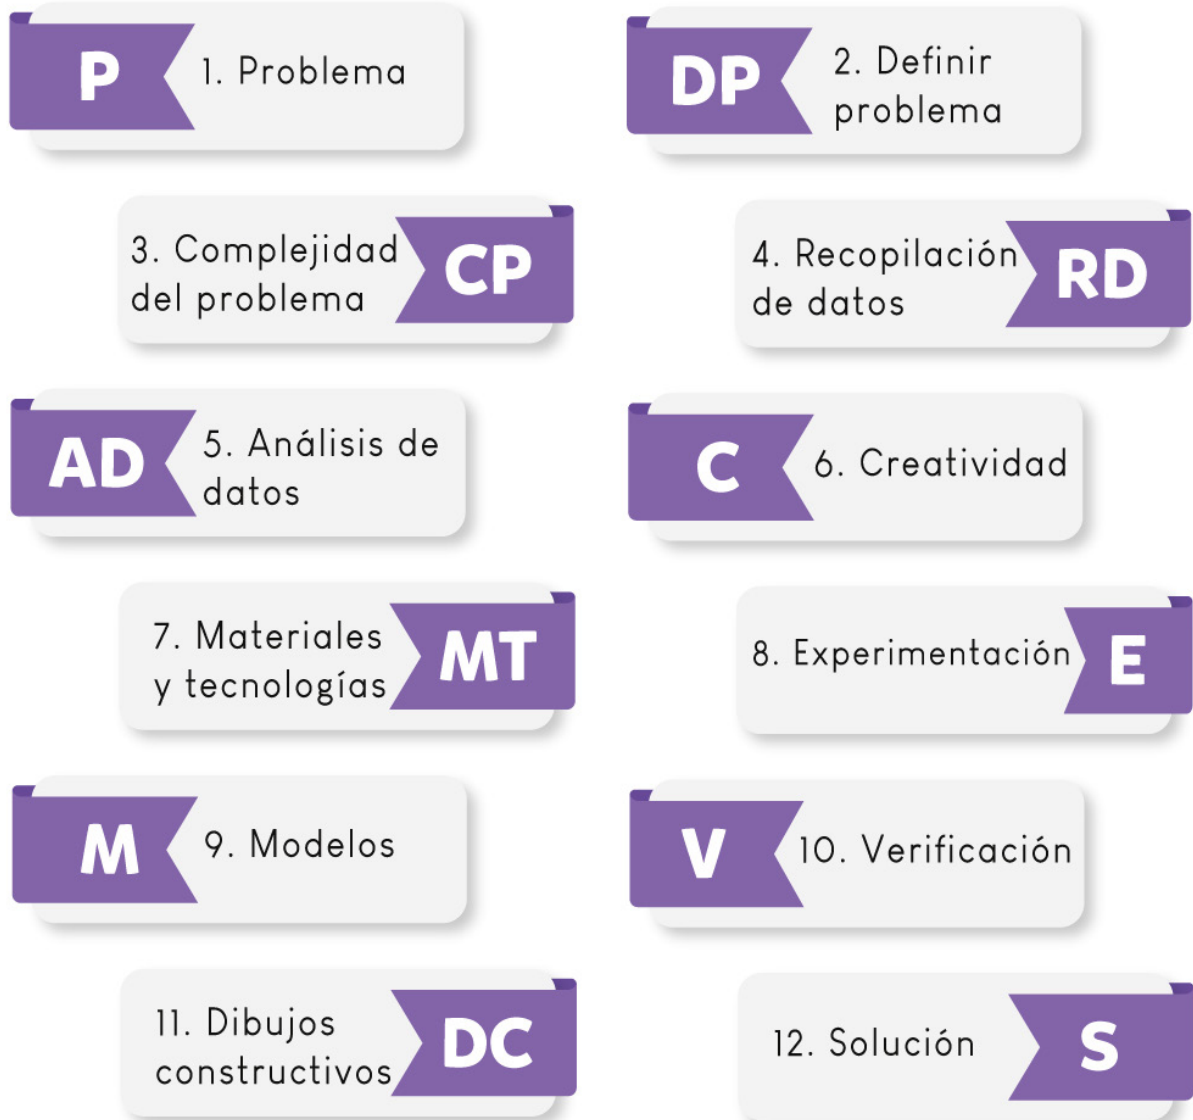 P
1. Problema
DP
2. Definir
problema
3. Complejidad
del problema
CP
4. Recopilación
de datos
RD
AD
5. Análisis de
datos
C
6. Creatividad
7. Materiales
y tecnologías
MT
8. Experimentación
E
M
9. Modelos
V
10. Verificación
11. Dibujos
constructivos
DC
12. Solución
S